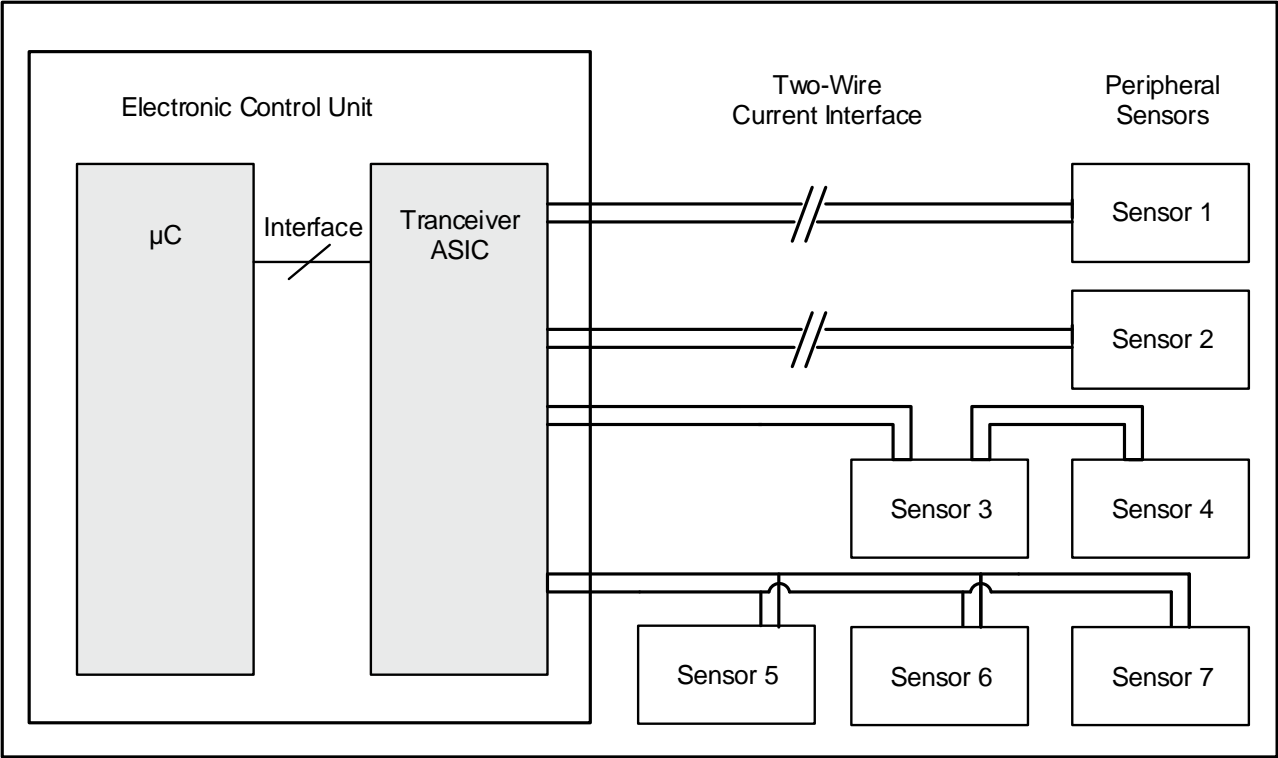 Electronic Control Unit
Two-Wire
Current Interface
Peripheral
Sensors
µC
Interface
Tranceiver
ASIC
Sensor 1
Sensor 2
Sensor 3
Sensor 4
Sensor 5
Sensor 6
Sensor 7